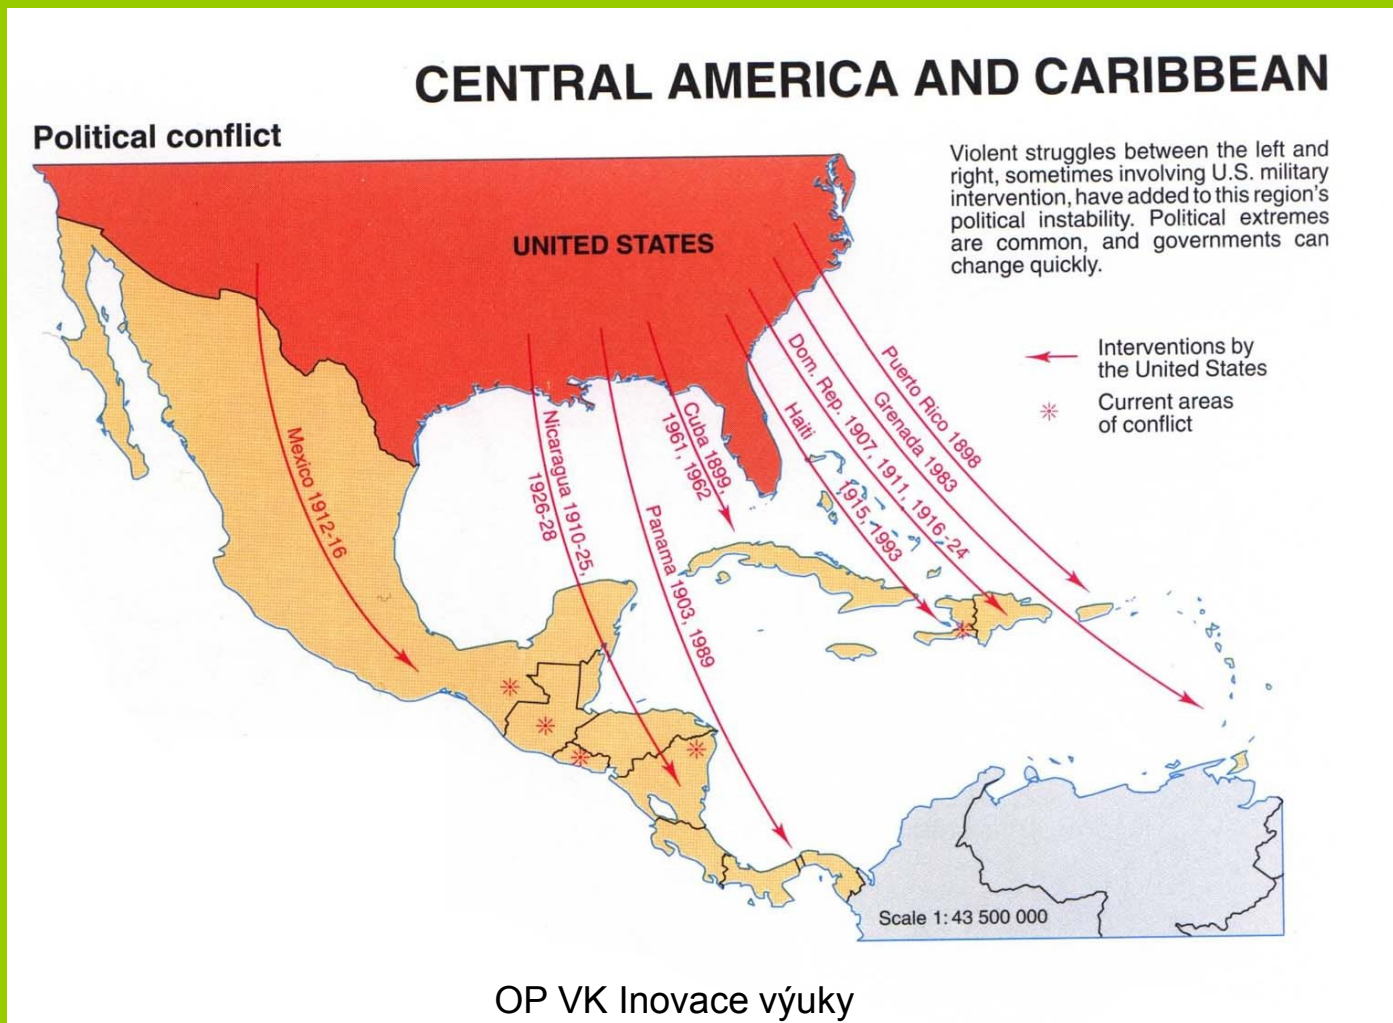 CENTRAL AMERICA AND CARIBBEAN
Political conflict
Violent struggles between the left and
right, sometimes involving U.S. military
intervention, have added to this region's
political instability. Political extremes
are common, and governments can
change quickly.
UNITED STATES
Interventions by
the United States
Current areas
of conflict
Mexico 1912-16
Nicaragua 1910-25,
1926-28
Panama 1903, 1989
Cuba 1899,
1961, 1962
Haiti
1915, 1993
Dom. Rep. 1907, 1911, 1916-24
Grenada 1983
Puerto Rico 1898
Scale 1: 43 500 000
OP VK Inovace výuky